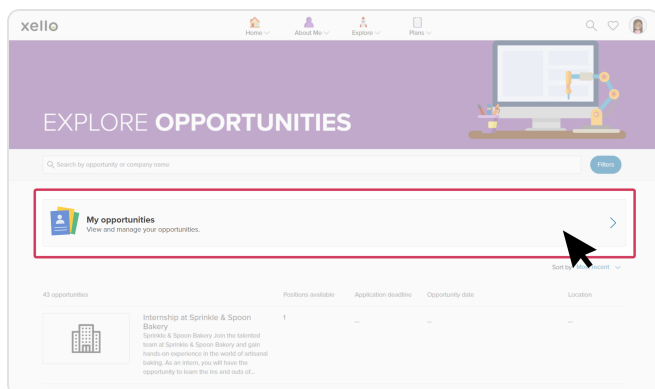 xello
Home
About Me
Explore
Plans
EXPLORE OPPORTUNITIES
Search by opportunity or company name
Filters
My opportunities
View and manage your opportunities.
Sort by: Most recent
43 opportunities
Positions available
Application deadline
Opportunity date
Location
Internship at Sprinkle & Spoon
Bakery
1
--
--
--
Sprinkle & Spoon Bakery Join the talented
team at Sprinkle & Spoon Bakery and gain
hands-on experience in the world of artisanal
baking. As an intern, you will have the
opportunity to learn the ins and outs of...